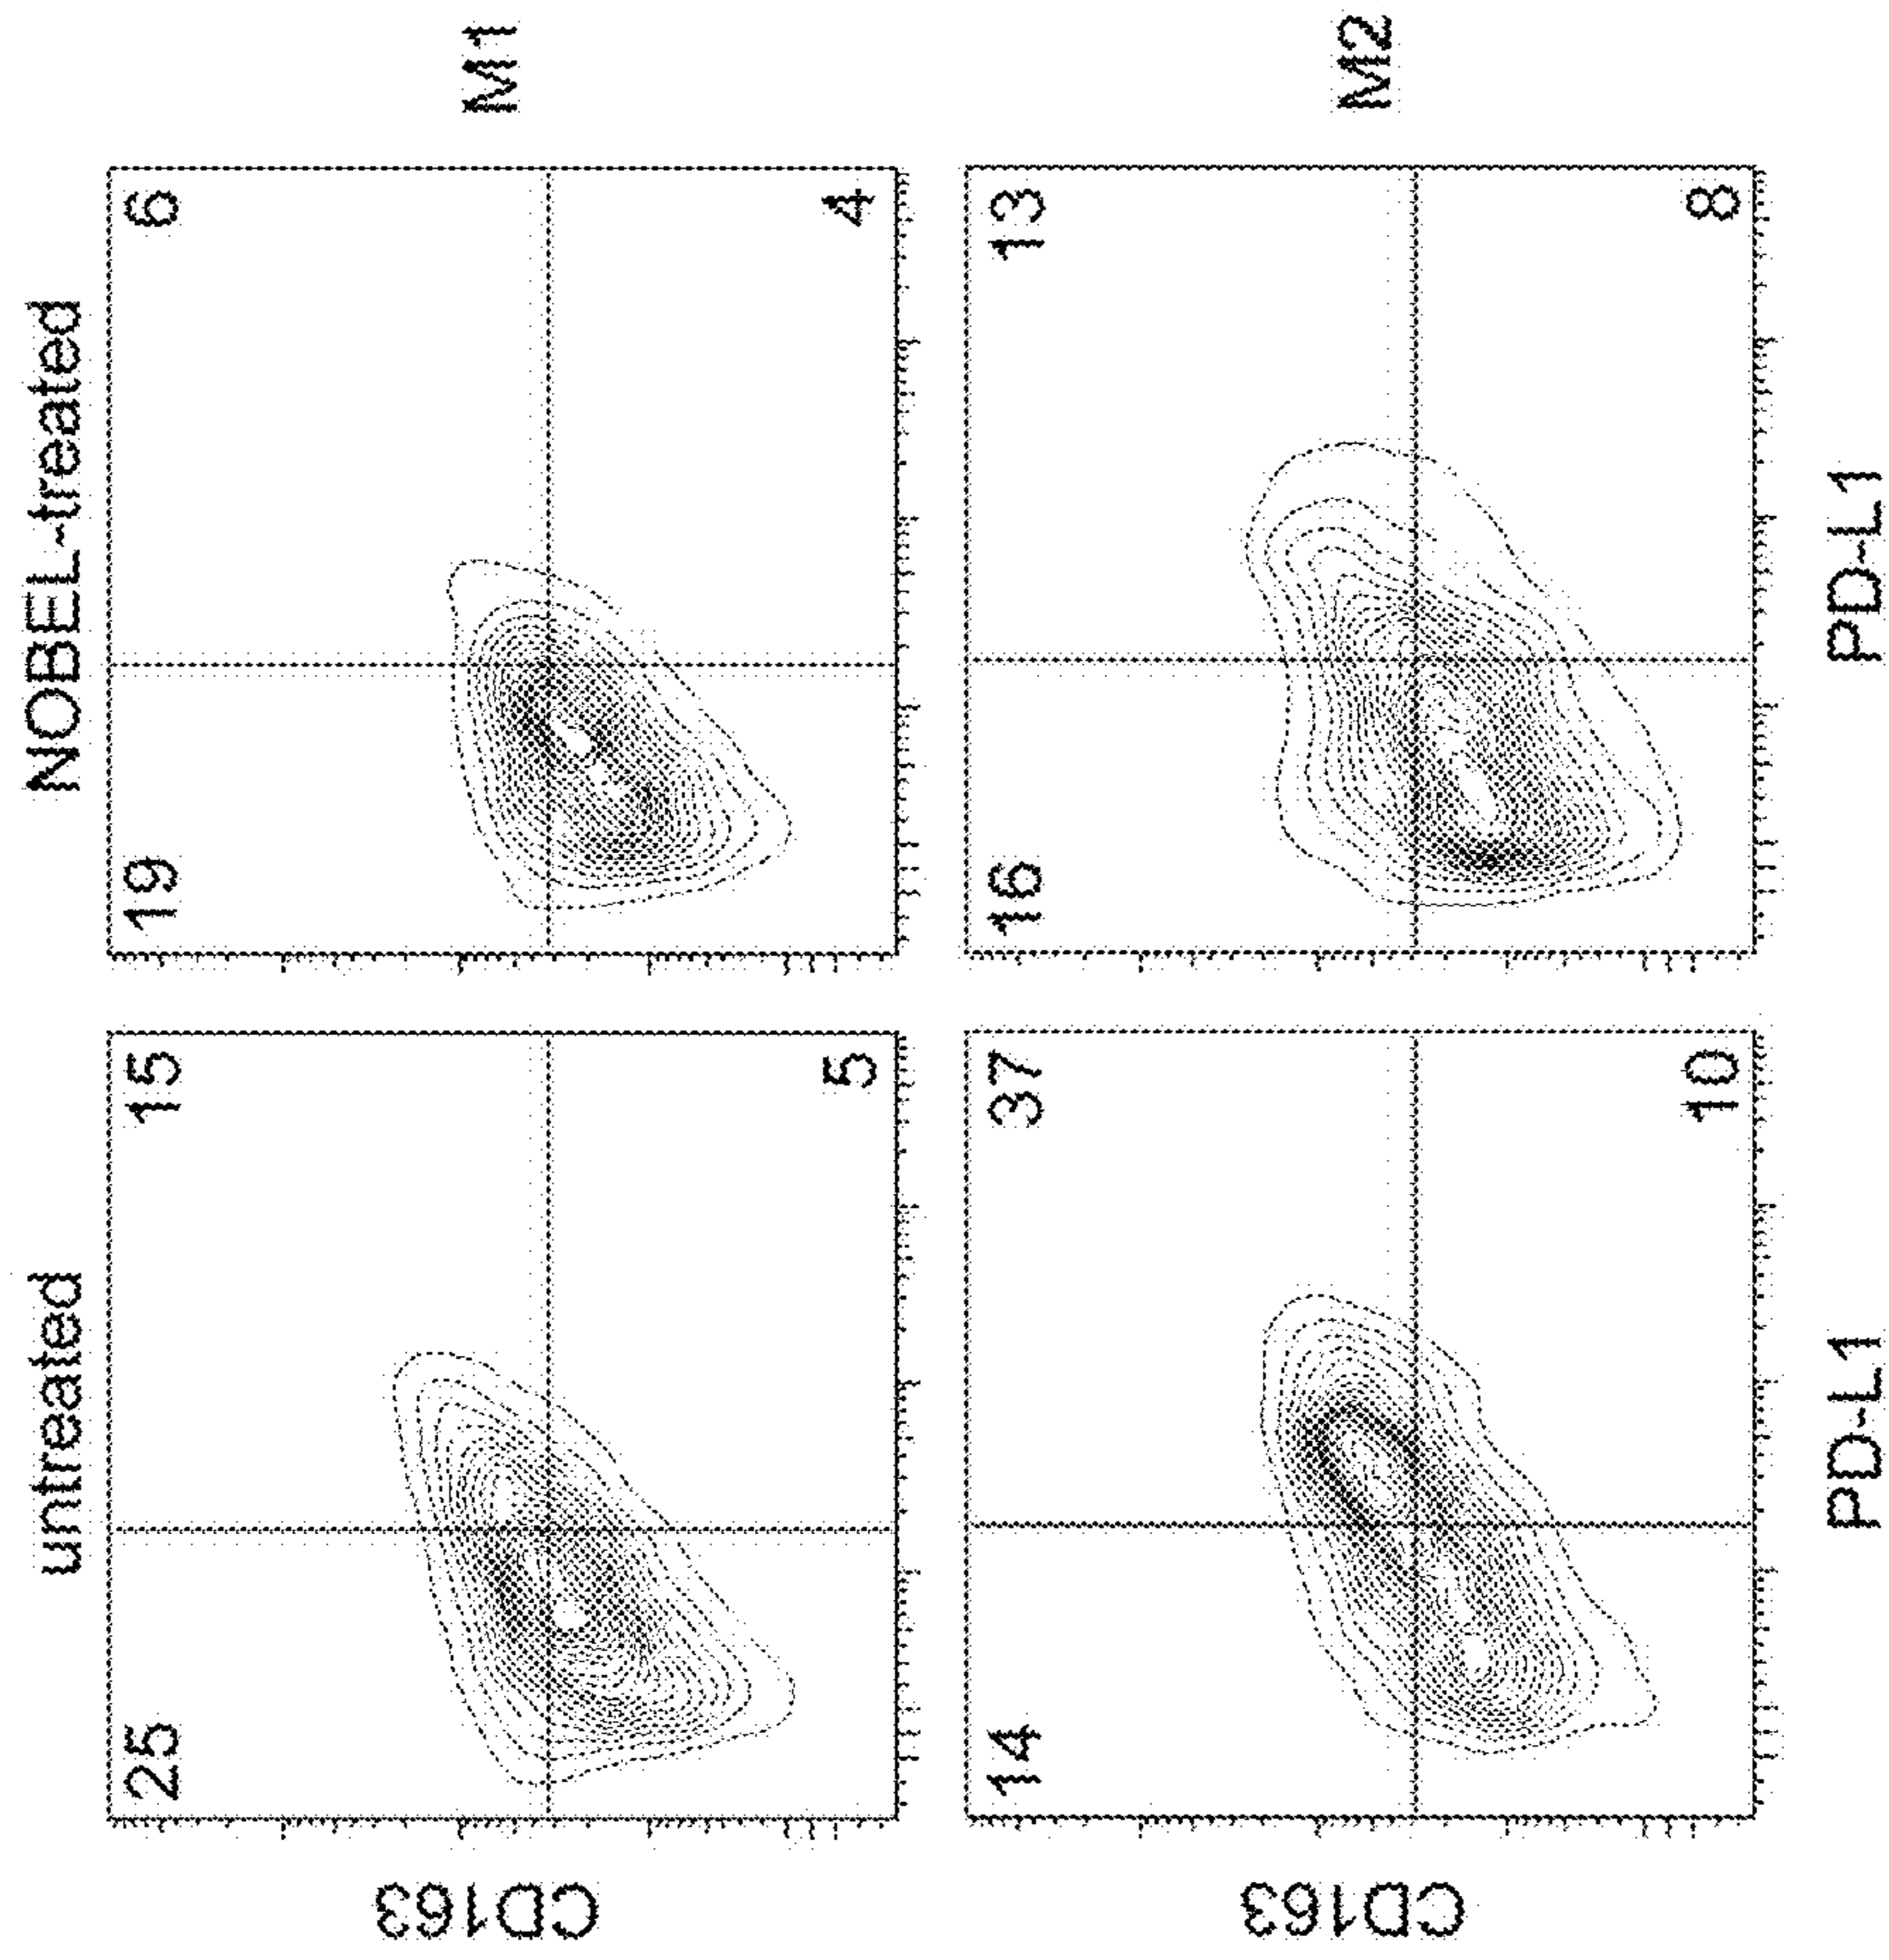 untreated NOBEL-treated
25 15 19 6
CD163 M1
5 4
14 37 16 13
CD163 M2
10 8
PD-L1 PD-L1